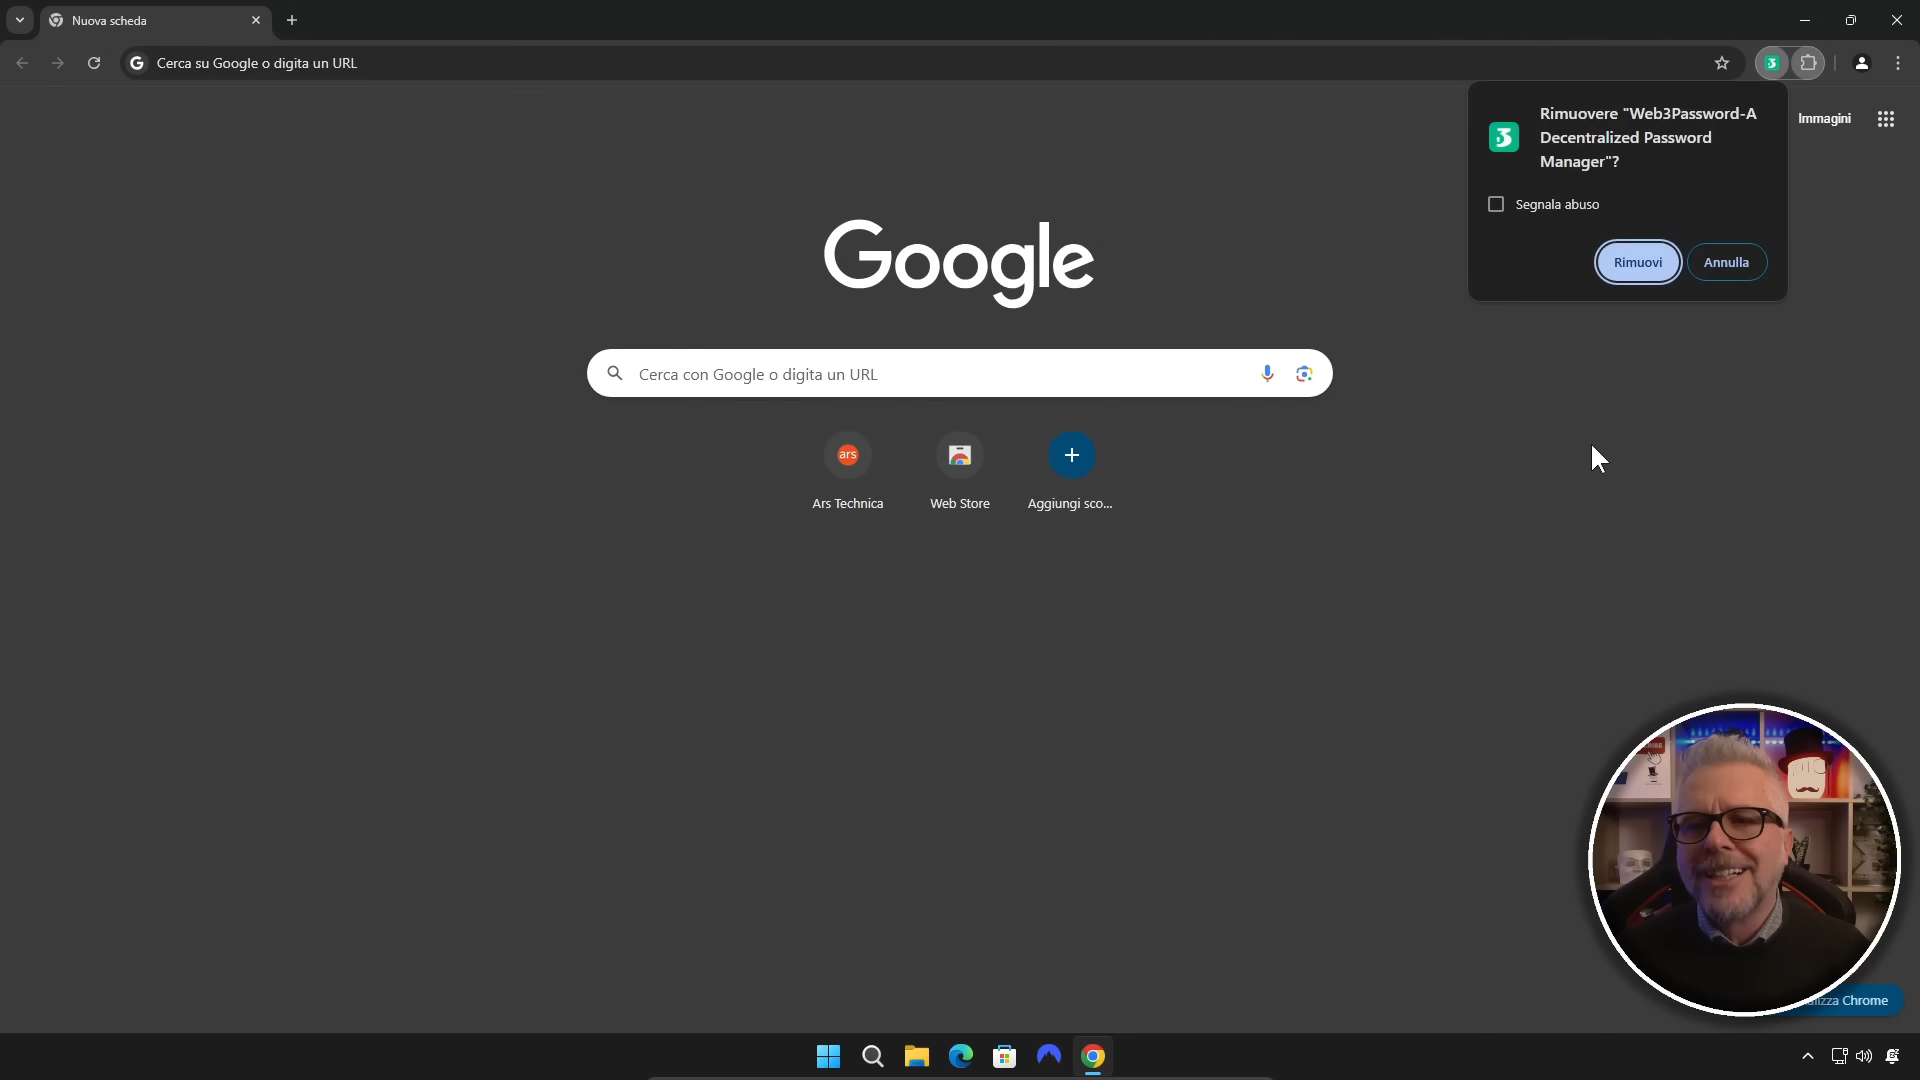 Nuova scheda
Cerca su Google o digita un URL
Immagini
Rimuovere "Web3Password-A
Decentralized Password
Manager"?
Segnala abuso
Rimuovi
Annulla
Google
Cerca con Google o digita un URL
ars
Ars Technica
Web Store
Aggiungi sco...
Chrome